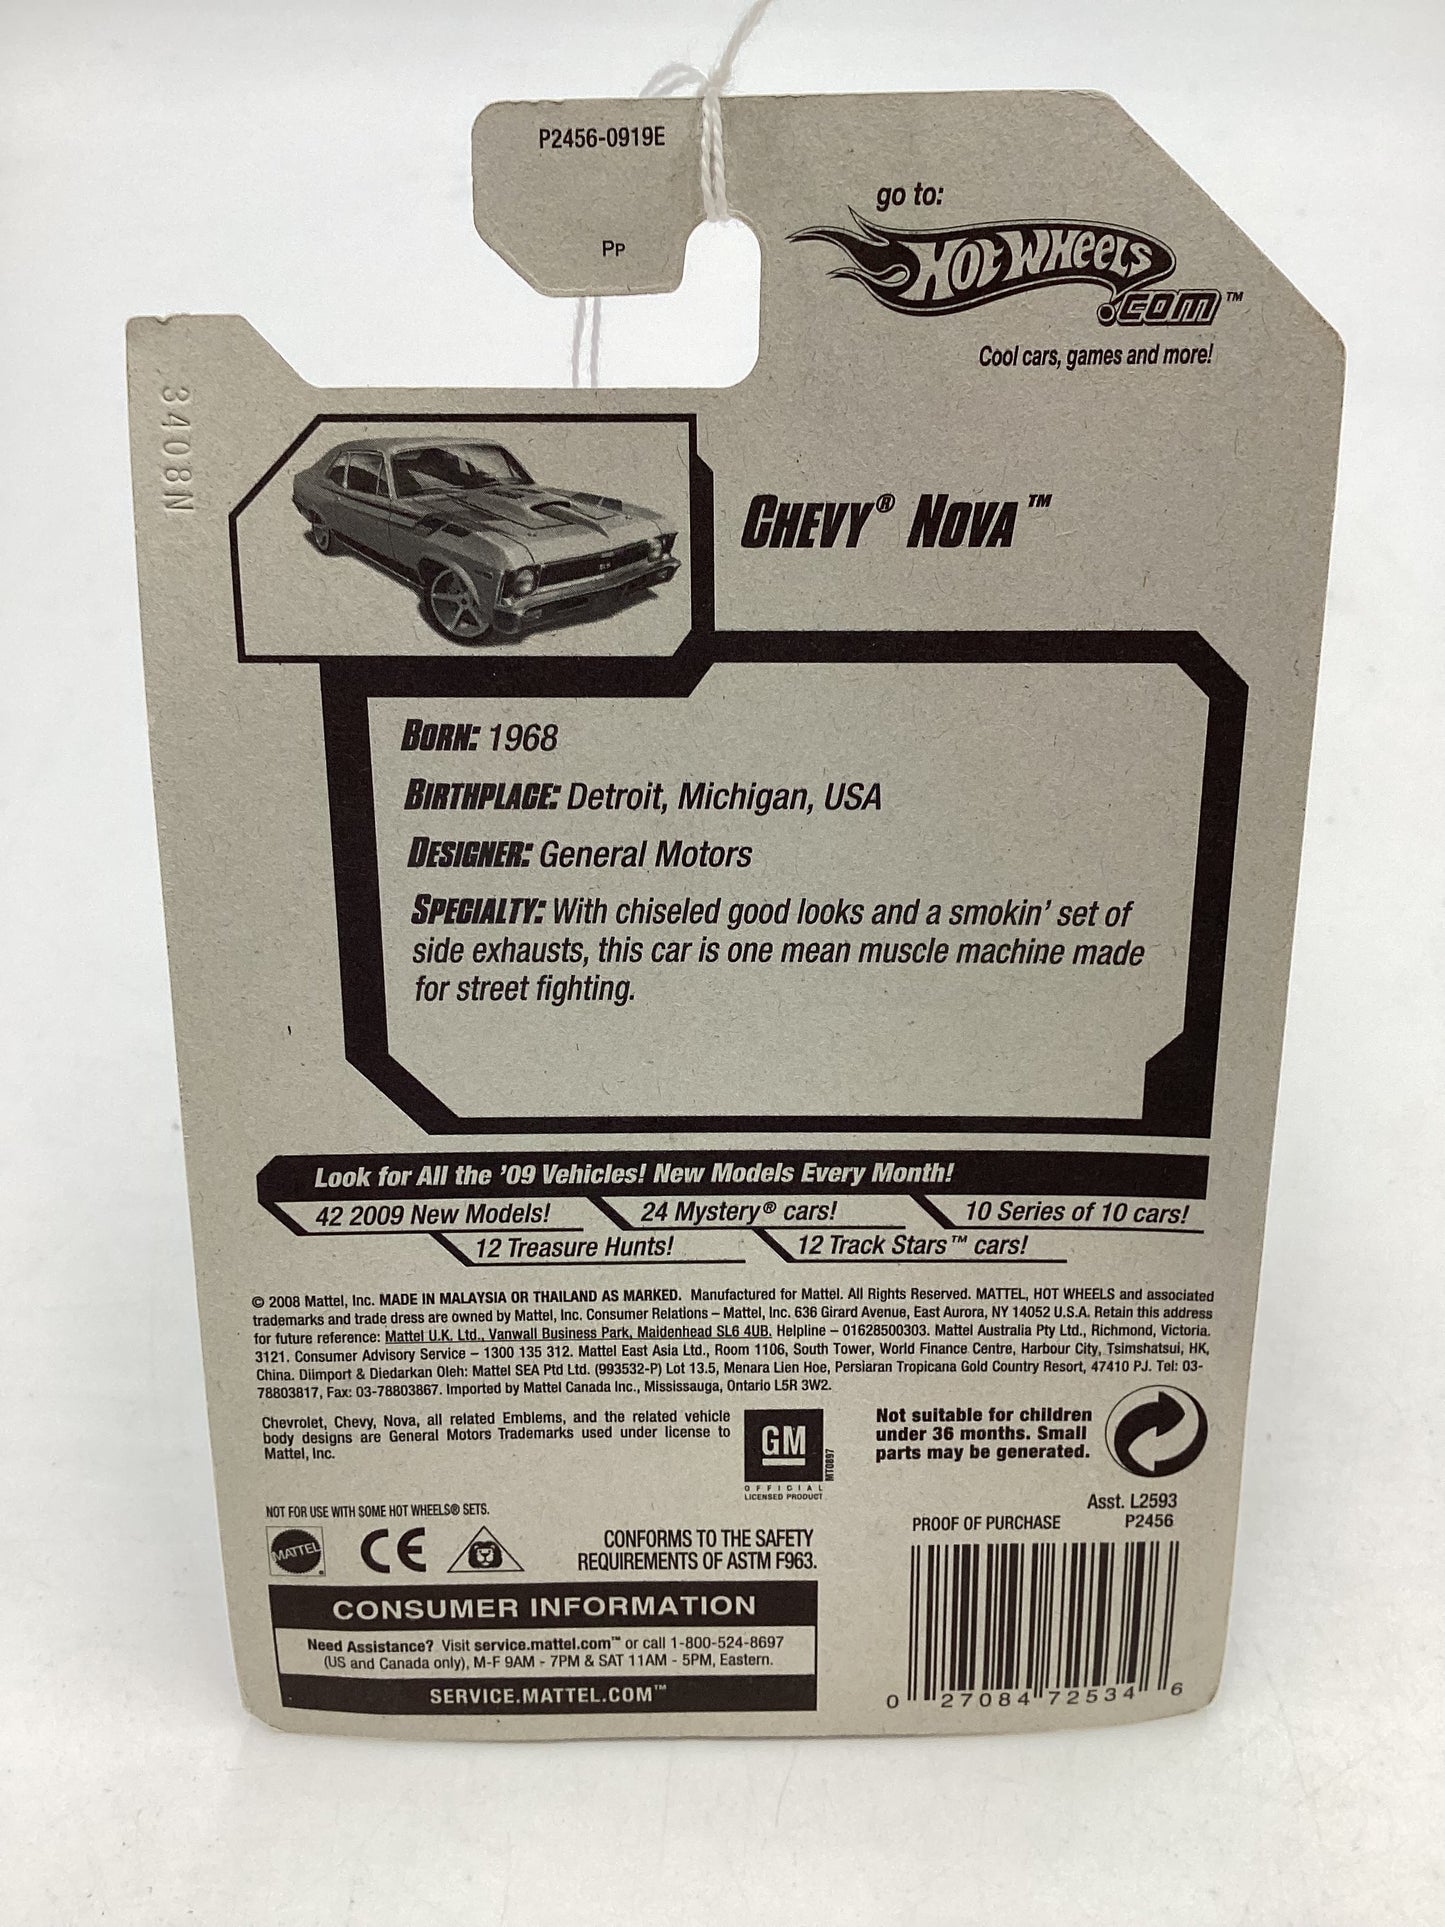 P2456-0919E
PP
go to:
HOT WHEELS
.COM™
Cool cars, games and more!
3408N
CHEVY® NOVA™
BORN: 1968
BIRTHPLACE: Detroit, Michigan, USA
DESIGNER: General Motors
SPECIALTY: With chiseled good looks and a smokin' set of
side exhausts, this car is one mean muscle machine made
for street fighting.
Look for All the '09 Vehicles! New Models Every Month!
42 2009 New Models! 24 Mystery® cars! 10 Series of 10 cars!
12 Treasure Hunts! 12 Track Stars™ cars!
© 2008 Mattel, Inc. MADE IN MALAYSIA OR THAILAND AS MARKED. Manufactured for Mattel. All Rights Reserved. MATTEL, HOT WHEELS and associated
trademarks and trade dress are owned by Mattel, Inc. Consumer Relations – Mattel, Inc. 636 Girard Avenue, East Aurora, NY 14052 U.S.A. Retain this address
for future reference: Mattel U.K. Ltd., Vanwall Business Park, Maidenhead SL6 4UB. Helpline – 01628500303. Mattel Australia Pty Ltd., Richmond, Victoria.
3121. Consumer Advisory Service – 1300 135 312. Mattel East Asia Ltd., Room 1106, South Tower, World Finance Centre, Harbour City, Tsimshatsui, HK,
China. Diimport & Diedarkan Oleh: Mattel SEA Ptd Ltd. (993532-P) Lot 13.5, Menara Lien Hoe, Persiaran Tropicana Gold Country Resort, 47410 PJ. Tel: 03-
78803817, Fax: 03-78803867. Imported by Mattel Canada Inc., Mississauga, Ontario L5R 3W2.
Chevrolet, Chevy, Nova, all related Emblems, and the related vehicle
body designs are General Motors Trademarks used under license to
Mattel, Inc.
GM
MT0897
OFFICIAL
LICENSED PRODUCT
Not suitable for children
under 36 months. Small
parts may be generated.
NOT FOR USE WITH SOME HOT WHEELS® SETS.
MATTEL
CE
CONFORMS TO THE SAFETY
REQUIREMENTS OF ASTM F963.
Asst. L2593
PROOF OF PURCHASE P2456
CONSUMER INFORMATION
Need Assistance? Visit service.mattel.com™ or call 1-800-524-8697
(US and Canada only), M-F 9AM - 7PM & SAT 11AM - 5PM, Eastern.
SERVICE.MATTEL.COM™
0 27084 72534 6